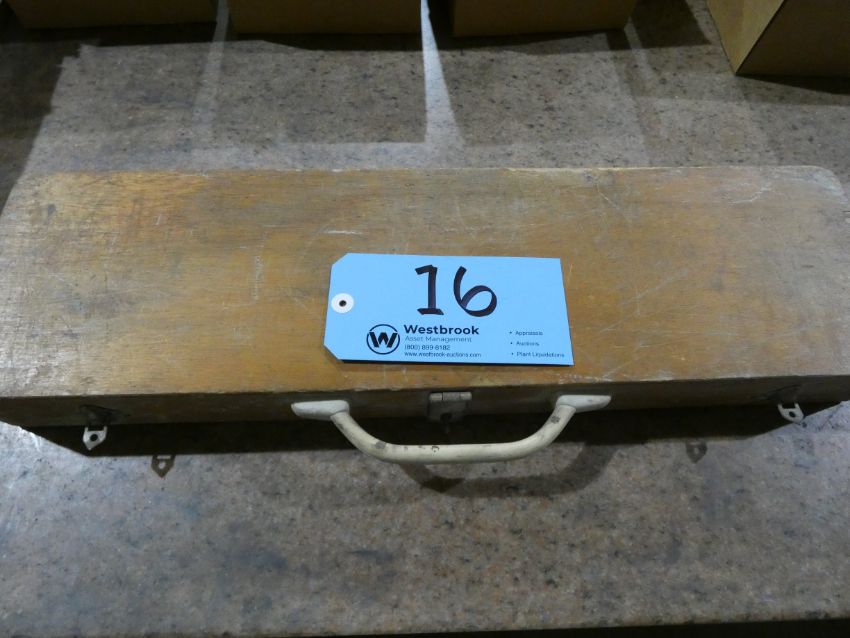 16
W Westbrook
Asset Management
(800) 899-8182
www.westbrook-auctions.com
• Appraisals
• Auctions
• Plant Liquidations